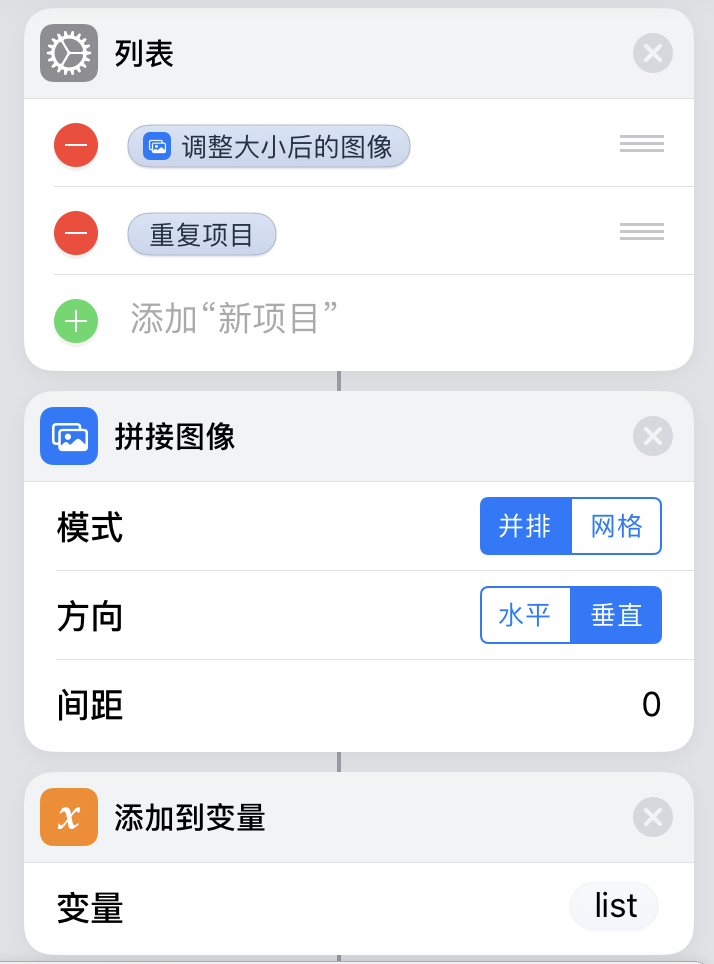 列表
调整大小后的图像
重复项目
添加“新项目”
拼接图像
模式 并排 网格
方向 水平 垂直
间距 0
x 添加到变量
变量 list